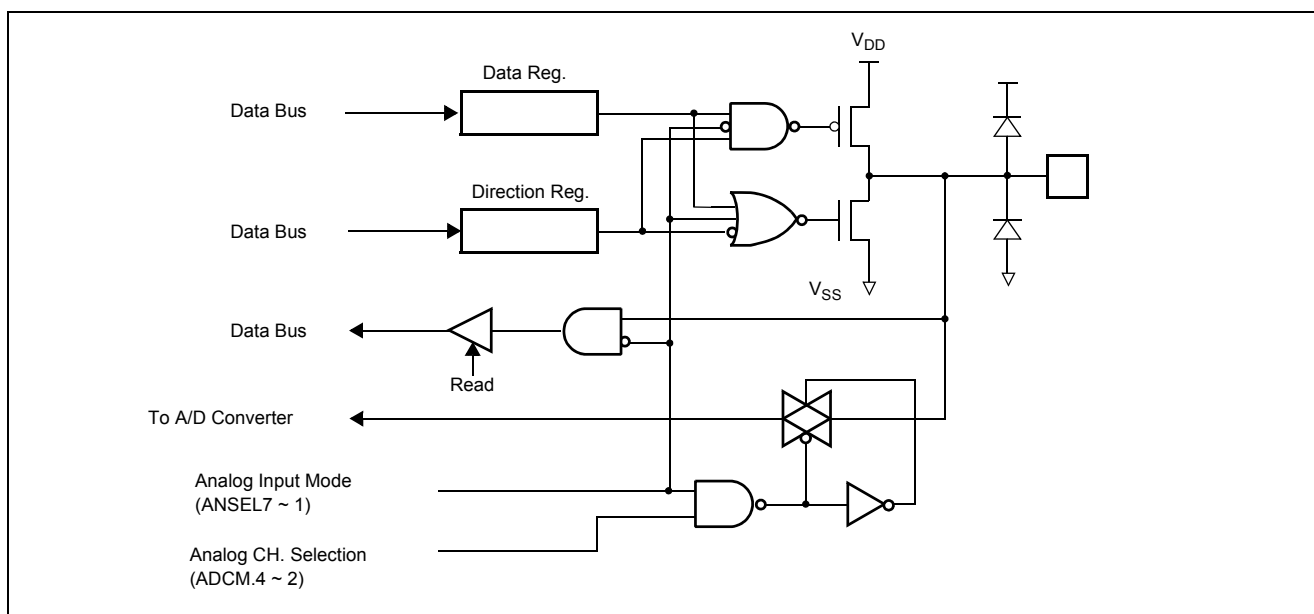 V_DD
Data Reg.
Data Bus
Direction Reg.
Data Bus
V_SS
Data Bus
Read
To A/D Converter
Analog Input Mode
(ANSEL7 ~ 1)
Analog CH. Selection
(ADCM.4 ~ 2)